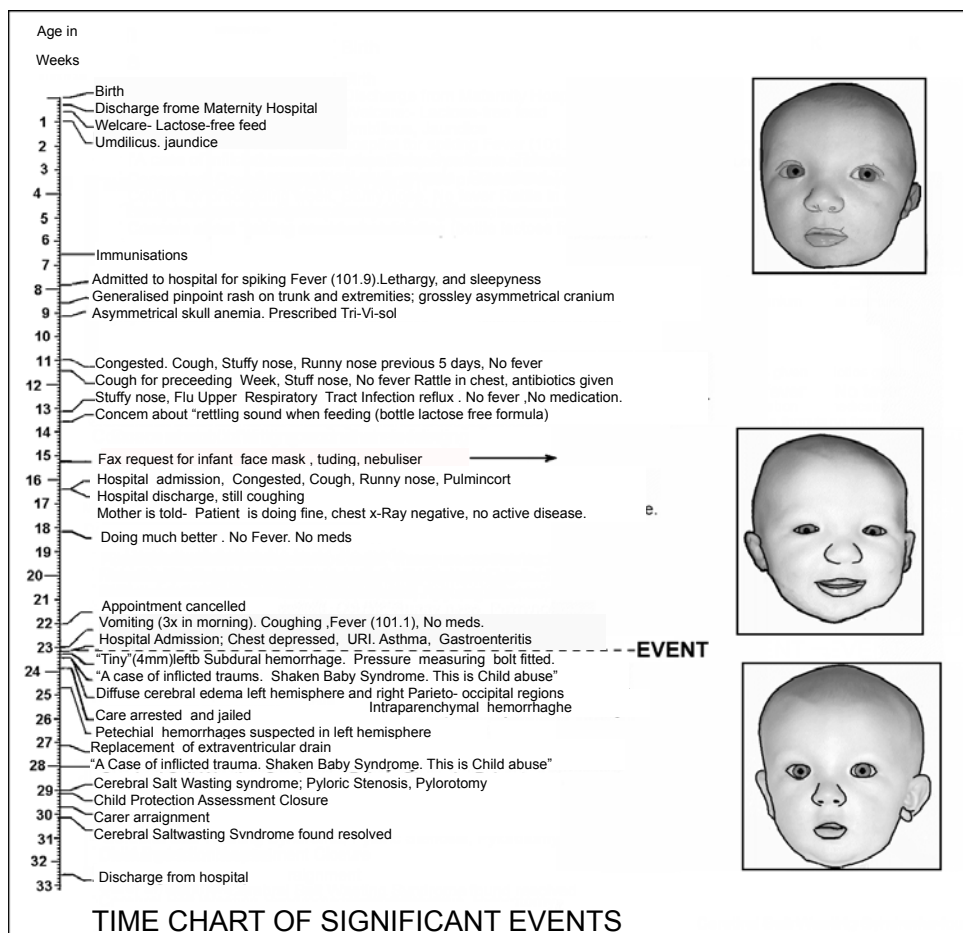 Age in
Weeks
Birth
Discharge frome Maternity Hospital
1
Welcare- Lactose-free feed
2
Umdilicus. jaundice
3
4
5
6
Immunisations
7
Admitted to hospital for spiking Fever (101.9).Lethargy, and sleepyness
8
Generalised pinpoint rash on trunk and extremities; grossley asymmetrical cranium
9
Asymmetrical skull anemia. Prescribed Tri-Vi-sol
10
11
Congested. Cough, Stuffy nose, Runny nose previous 5 days, No fever
12
Cough for preceeding Week, Stuff nose, No fever Rattle in chest, antibiotics given
Stuffy nose, Flu Upper Respiratory Tract Infection reflux . No fever ,No medication.
13
Concem about “rettling sound when feeding (bottle lactose free formula)
14
15
Fax request for infant face mask , tuding, nebuliser
16
Hospital admission, Congested, Cough, Runny nose, Pulmincort
Hospital discharge, still coughing
17
Mother is told- Patient is doing fine, chest x-Ray negative, no active disease.
e.
18
Doing much better . No Fever. No meds
19
20
21
Appointment cancelled
22
Vomiting (3x in morning). Coughing ,Fever (101.1), No meds.
23
Hospital Admission; Chest depressed, URI. Asthma, Gastroenteritis
EVENT
“Tiny”(4mm)leftb Subdural hemorrhage. Pressure measuring bolt fitted.
24
“A case of inflicted traums. Shaken Baby Syndrome. This is Child abuse”
25
Diffuse cerebral edema left hemisphere and right Parieto- occipital regions
Intraparenchymal hemorrhaghe
26
Care arrested and jailed
Petechial hemorrhages suspected in left hemisphere
27
Replacement of extraventricular drain
28
“A Case of inflicted trauma. Shaken Baby Syndrome. This is Child abuse”
29
Cerebral Salt Wasting syndrome; Pyloric Stenosis, Pylorotomy
Child Protection Assessment Closure
30
Carer arraignment
31
Cerebral Saltwasting Svndrome found resolved
32
33
Discharge from hospital
TIME CHART OF SIGNIFICANT EVENTS